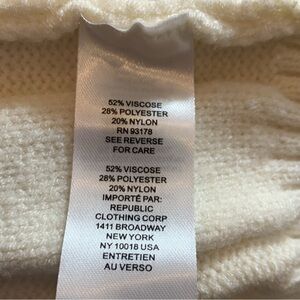 52% VISCOSE
28% POLYESTER
20% NYLON
RN 93178
SEE REVERSE
FOR CARE
52% VISCOSE
28% POLYESTER
20% NYLON
IMPORTÉ PAR:
REPUBLIC
CLOTHING CORP
1411 BROADWAY
NEW YORK
NY 10018 USA
ENTRETIEN
AU VERSO